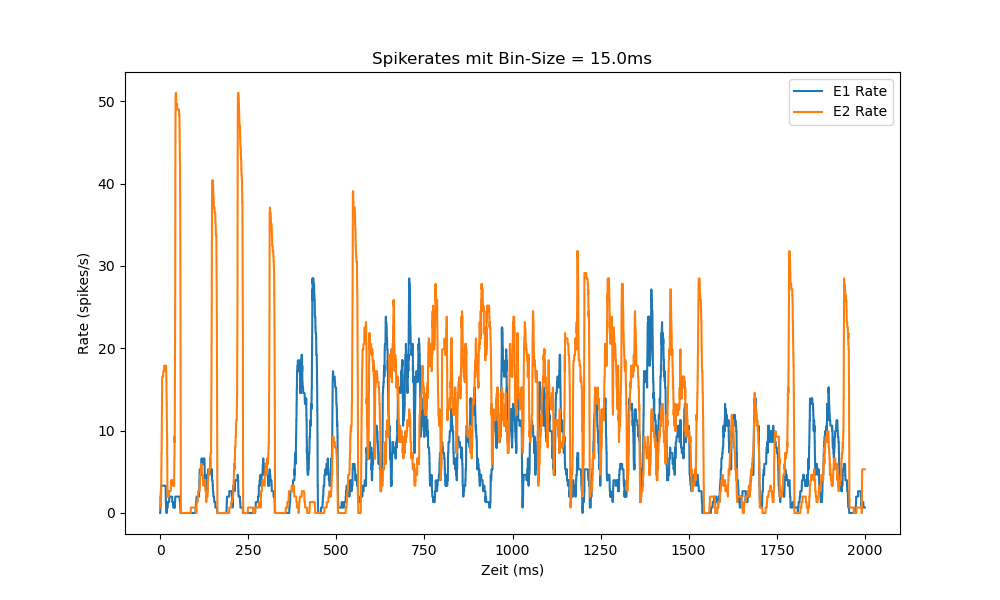 Spikerates mit Bin-Size = 15.0ms
E1 Rate
E2 Rate
Rate (spikes/s)
50
40
30
20
10
0
0 250 500 750 1000 1250 1500 1750 2000
Zeit (ms)